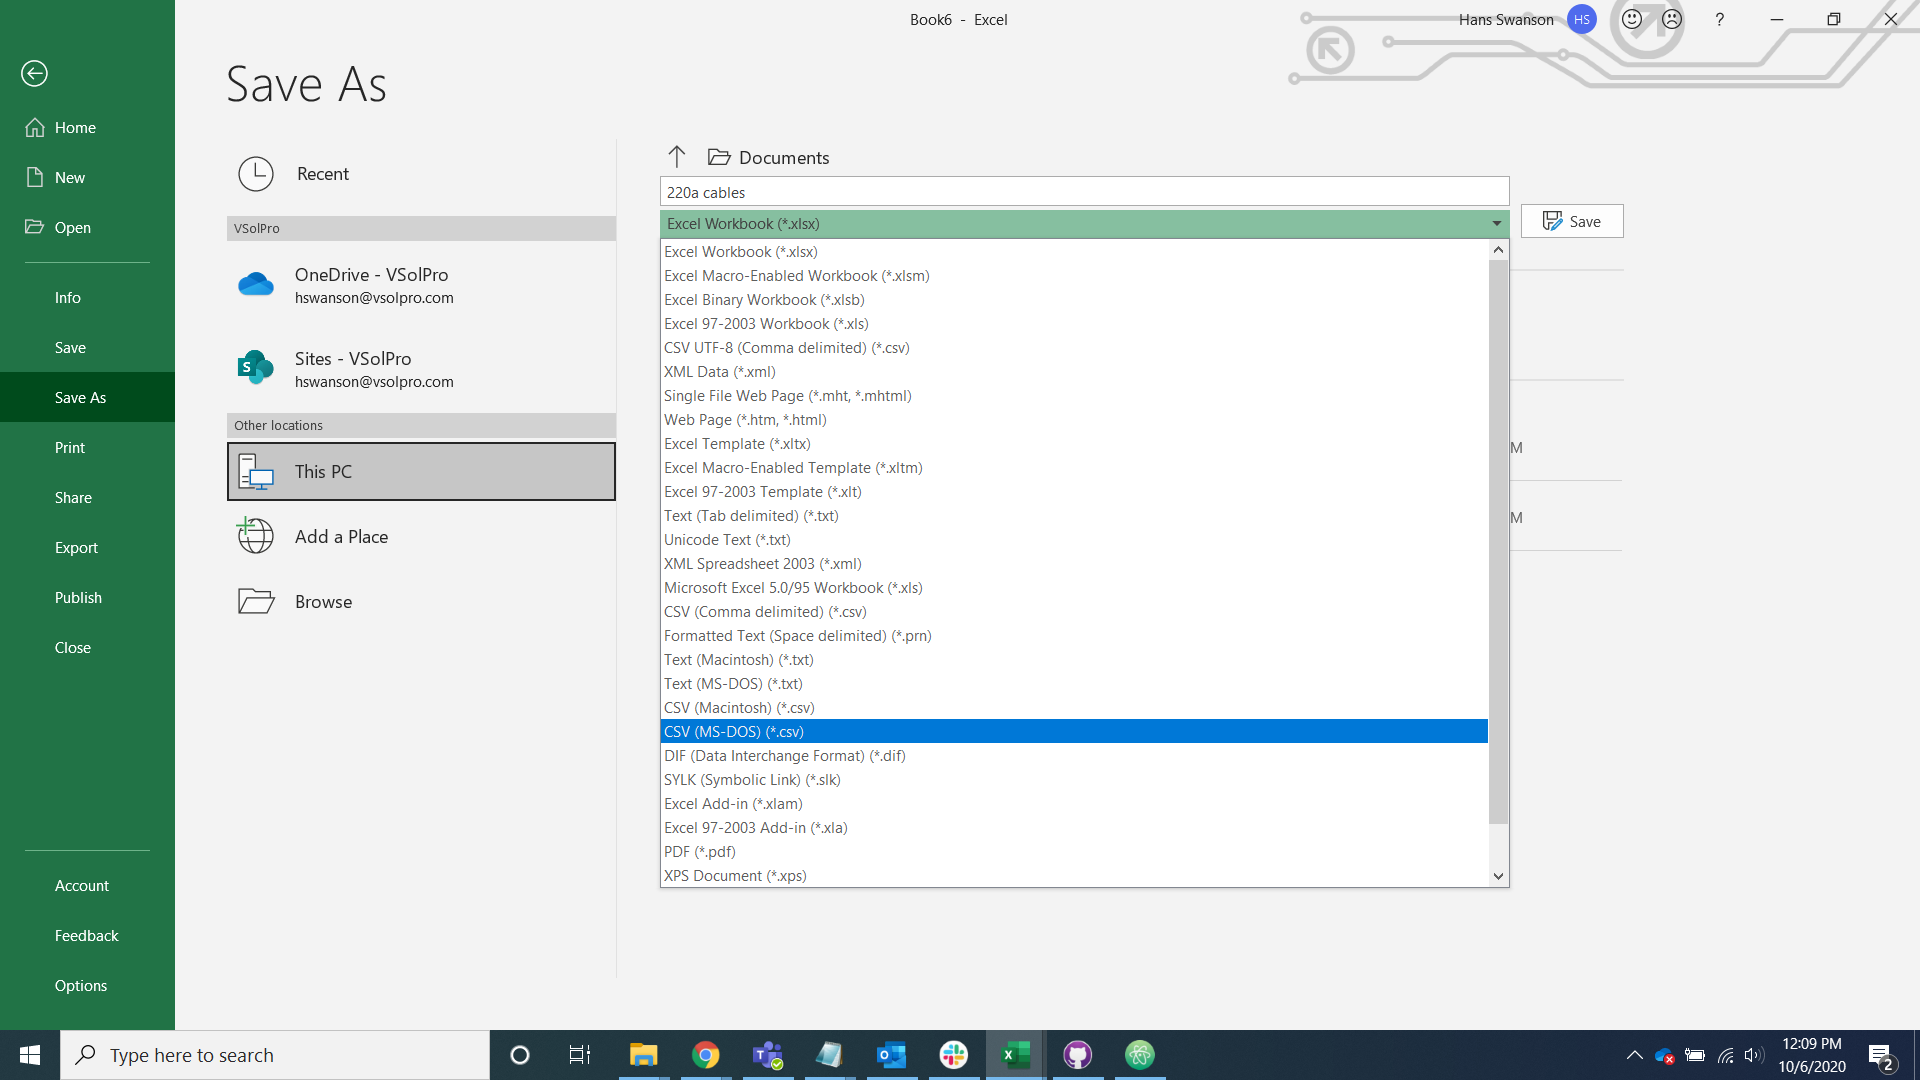 Book6 - Excel
Hans Swanson
HS
?
Save As
Home
New
Open
Info
Save
Save As
Print
Share
Export
Publish
Close
Account
Feedback
Options
Recent
VSolPro
OneDrive - VSolPro
hswanson@vsolpro.com
S
Sites - VSolPro
hswanson@vsolpro.com
Other locations
This PC
Add a Place
Browse
Documents
220a cables
Excel Workbook (*.xlsx)
Save
Excel Workbook (*.xlsx)
Excel Macro-Enabled Workbook (*.xlsm)
Excel Binary Workbook (*.xlsb)
Excel 97-2003 Workbook (*.xls)
CSV UTF-8 (Comma delimited) (*.csv)
XML Data (*.xml)
Single File Web Page (*.mht, *.mhtml)
Web Page (*.htm, *.html)
Excel Template (*.xltx)
M
Excel Macro-Enabled Template (*.xltm)
Excel 97-2003 Template (*.xlt)
Text (Tab delimited) (*.txt)
M
Unicode Text (*.txt)
XML Spreadsheet 2003 (*.xml)
Microsoft Excel 5.0/95 Workbook (*.xls)
CSV (Comma delimited) (*.csv)
Formatted Text (Space delimited) (*.prn)
Text (Macintosh) (*.txt)
Text (MS-DOS) (*.txt)
CSV (Macintosh) (*.csv)
CSV (MS-DOS) (*.csv)
DIF (Data Interchange Format) (*.dif)
SYLK (Symbolic Link) (*.slk)
Excel Add-in (*.xlam)
Excel 97-2003 Add-in (*.xla)
PDF (*.pdf)
XPS Document (*.xps)
Type here to search
12:09 PM
10/6/2020
2